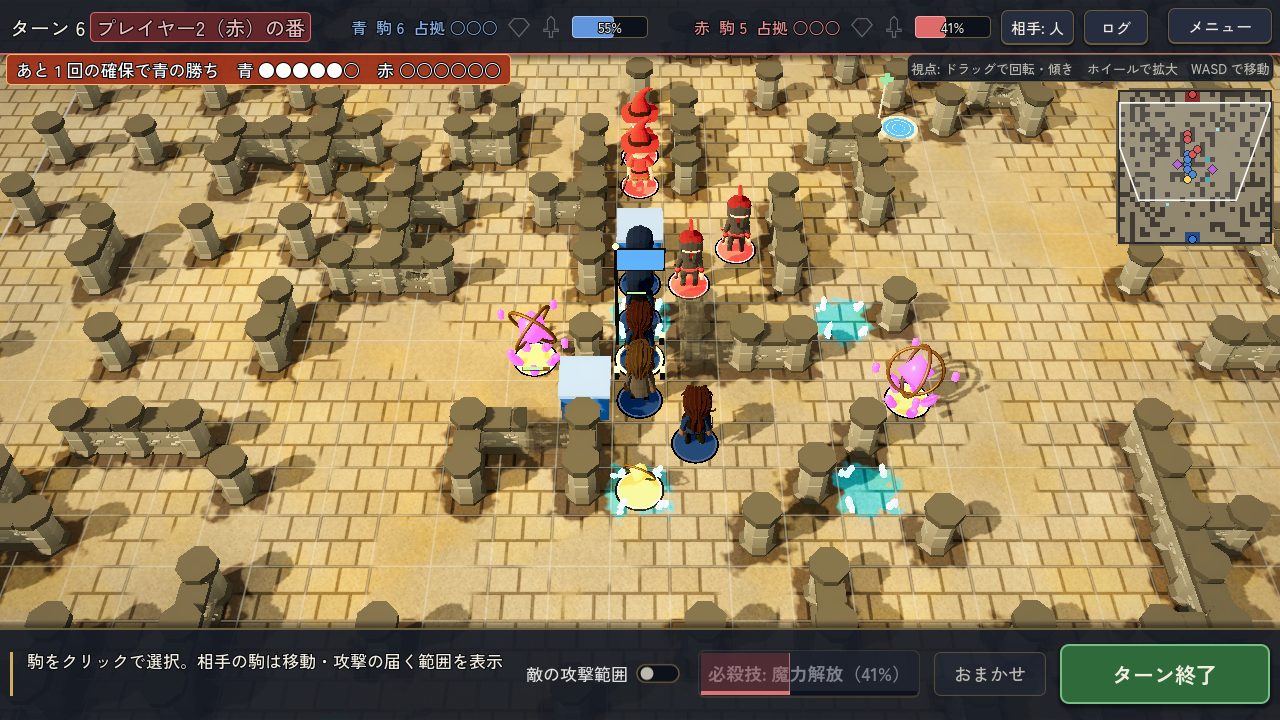 ターン 6 プレイヤー2（赤）の番 青 駒 6 占拠 ○○○ 55% 赤 駒 5 占拠 ○○○ 41% 相手: 人 ログ メニュー
あと 1 回の確保で青の勝ち 青 ●●●●●○ 赤 ○○○○○○
視点: ドラッグで回転・傾き ホイールで拡大 WASD で移動
駒をクリックで選択。相手の駒は移動・攻撃の届く範囲を表示
敵の攻撃範囲 必殺技: 魔力解放（41%） おまかせ ターン終了